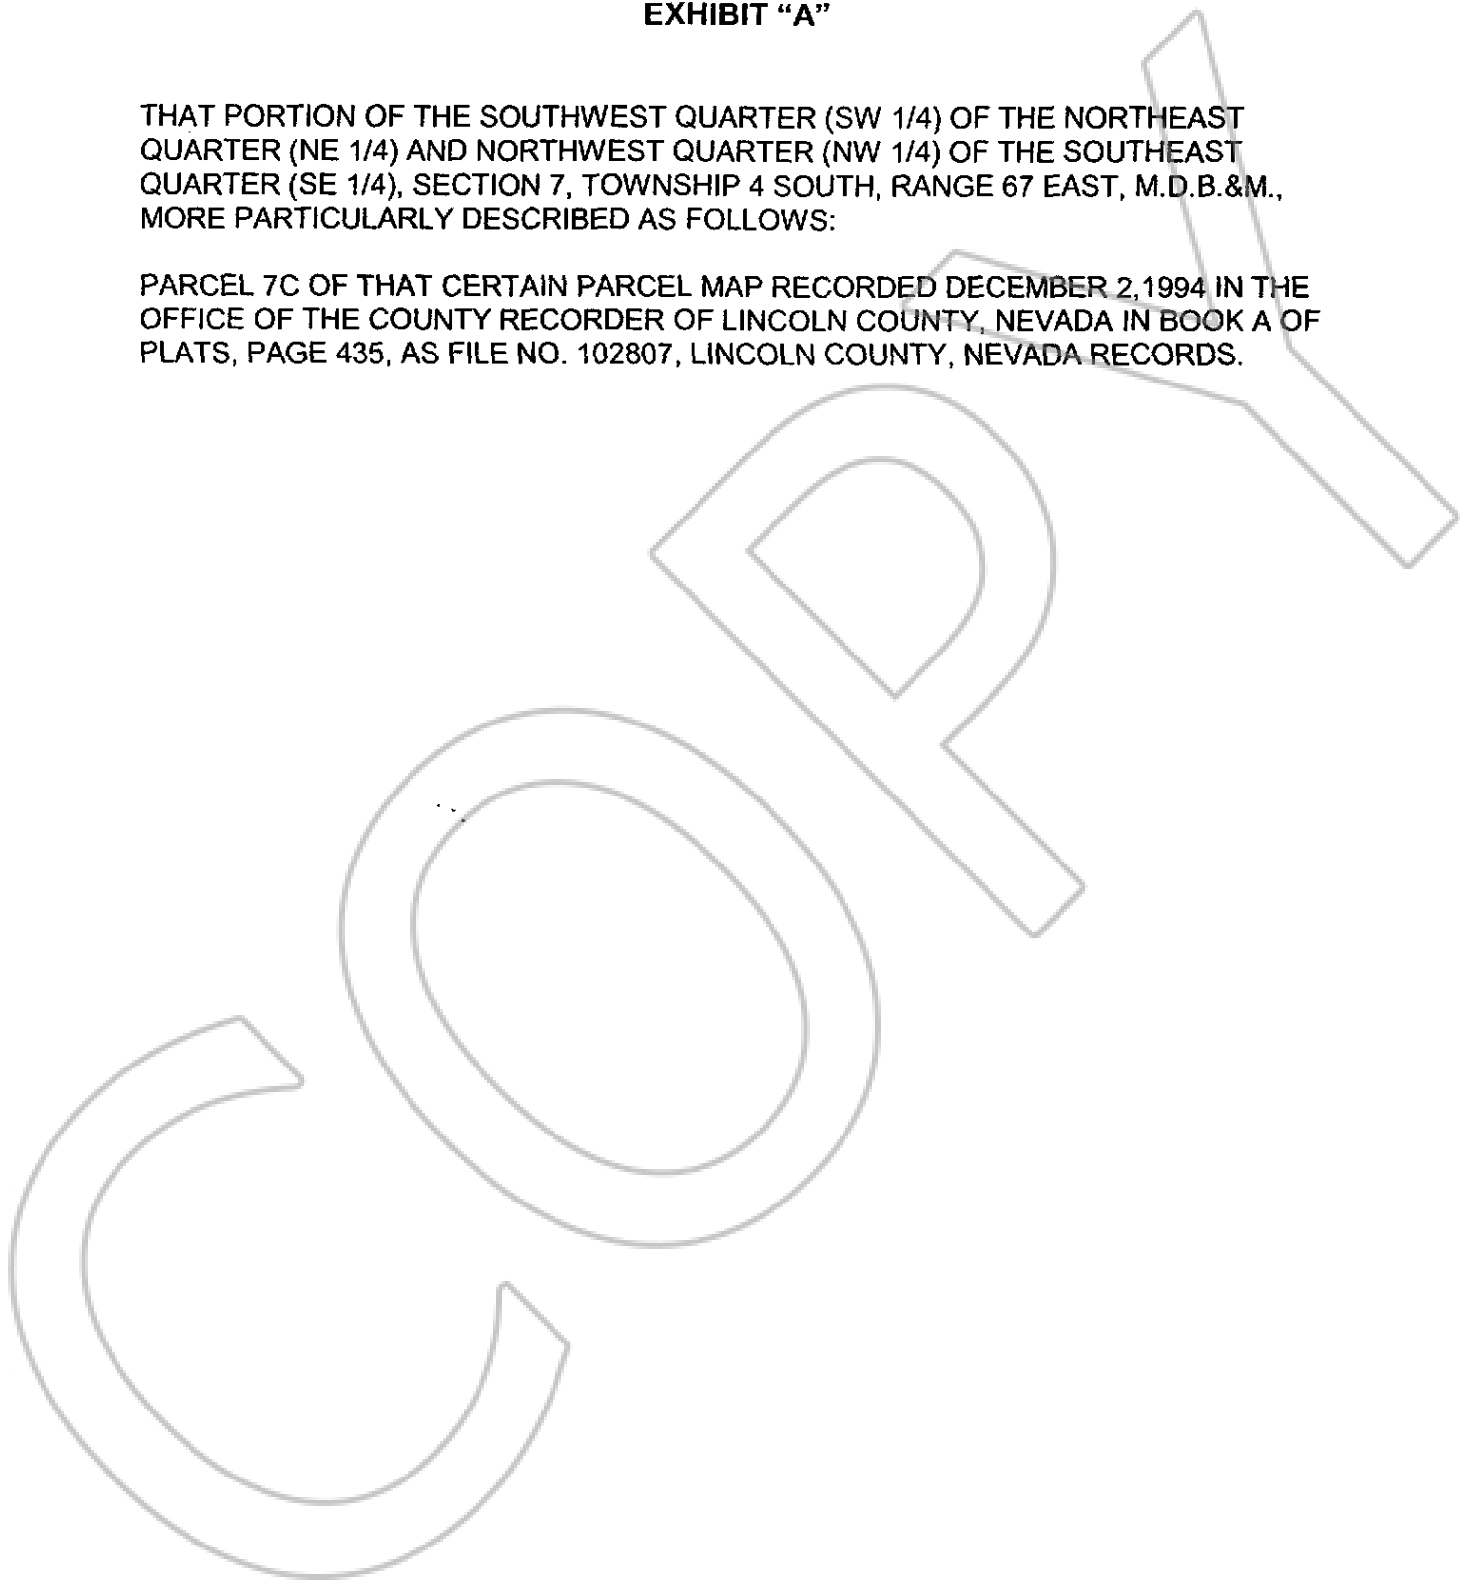 EXHIBIT “A”
THAT PORTION OF THE SOUTHWEST QUARTER (SW 1/4) OF THE NORTHEAST
QUARTER (NE 1/4) AND NORTHWEST QUARTER (NW 1/4) OF THE SOUTHEAST
QUARTER (SE 1/4), SECTION 7, TOWNSHIP 4 SOUTH, RANGE 67 EAST, M.D.B.&M.,
MORE PARTICULARLY DESCRIBED AS FOLLOWS:
PARCEL 7C OF THAT CERTAIN PARCEL MAP RECORDED DECEMBER 2,1994 IN THE
OFFICE OF THE COUNTY RECORDER OF LINCOLN COUNTY, NEVADA IN BOOK A OF
PLATS, PAGE 435, AS FILE NO. 102807, LINCOLN COUNTY, NEVADA RECORDS.
COPY